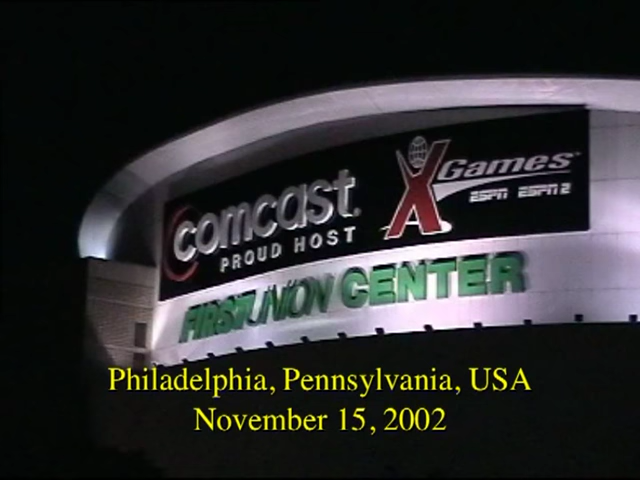 comcast.
PROUD HOST
X Games
ESPN ESPN2
FIRST UNION CENTER
Philadelphia, Pennsylvania, USA
November 15, 2002